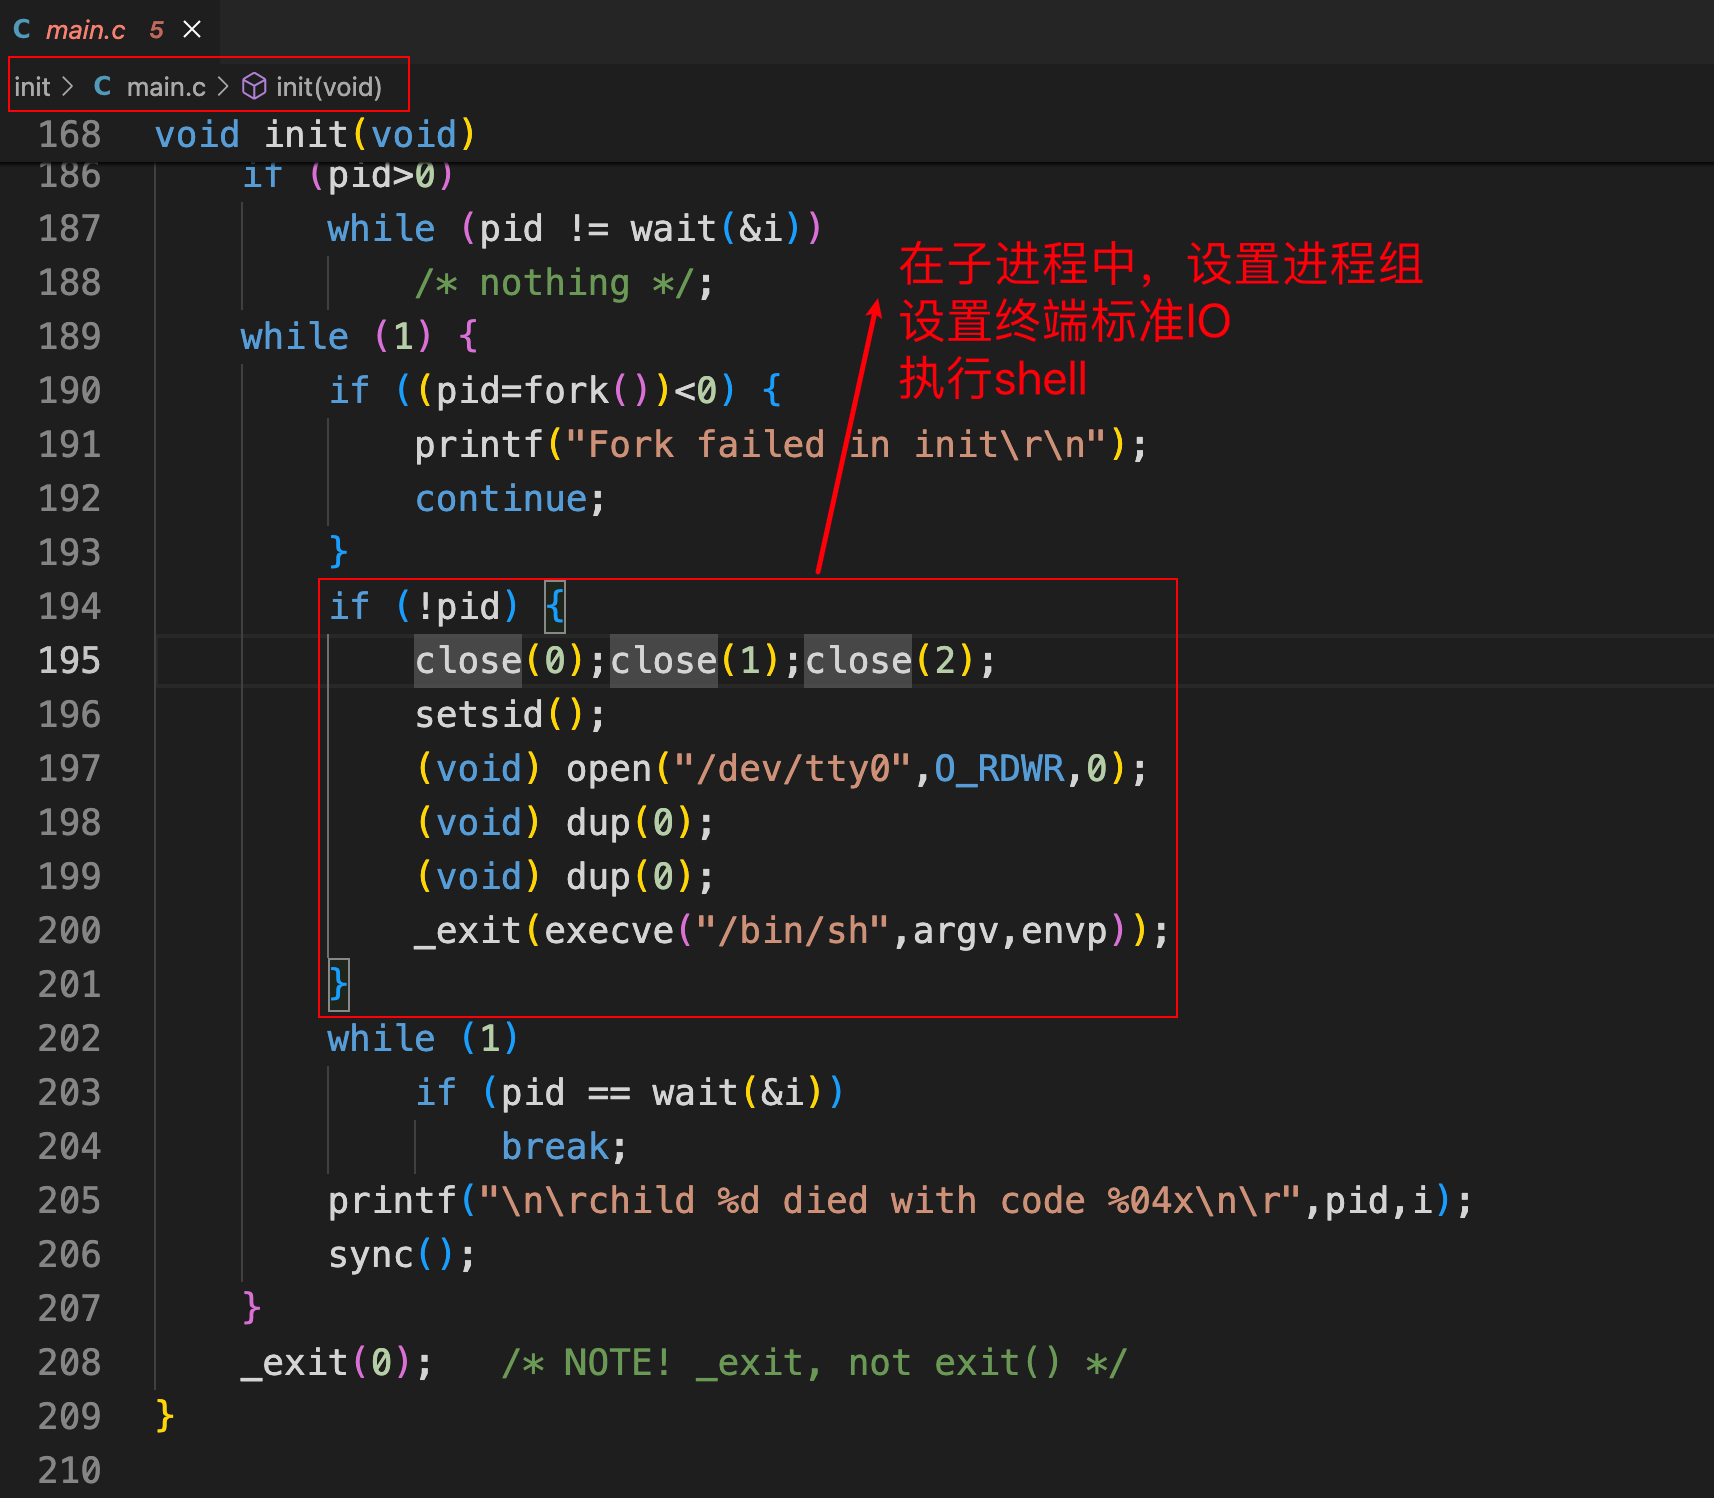 C main.c 5 ×
init > C main.c > init(void)
168 void init(void)
186 if (pid>0)
187 while (pid != wait(&i))
188 /* nothing */;
189 while (1) {
190 if ((pid=fork())<0) {
191 printf("Fork failed in init\r\n");
192 continue;
193 }
194 if (!pid) {
195 close(0);close(1);close(2);
196 setsid();
197 (void) open("/dev/tty0",O_RDWR,0);
198 (void) dup(0);
199 (void) dup(0);
200 _exit(execve("/bin/sh",argv,envp));
201 }
202 while (1)
203 if (pid == wait(&i))
204 break;
205 printf("\n\rchild %d died with code %04x\n\r",pid,i);
206 sync();
207 }
208 _exit(0); /* NOTE! _exit, not exit() */
209 }
210
在子进程中，设置进程组
设置终端标准IO
执行shell